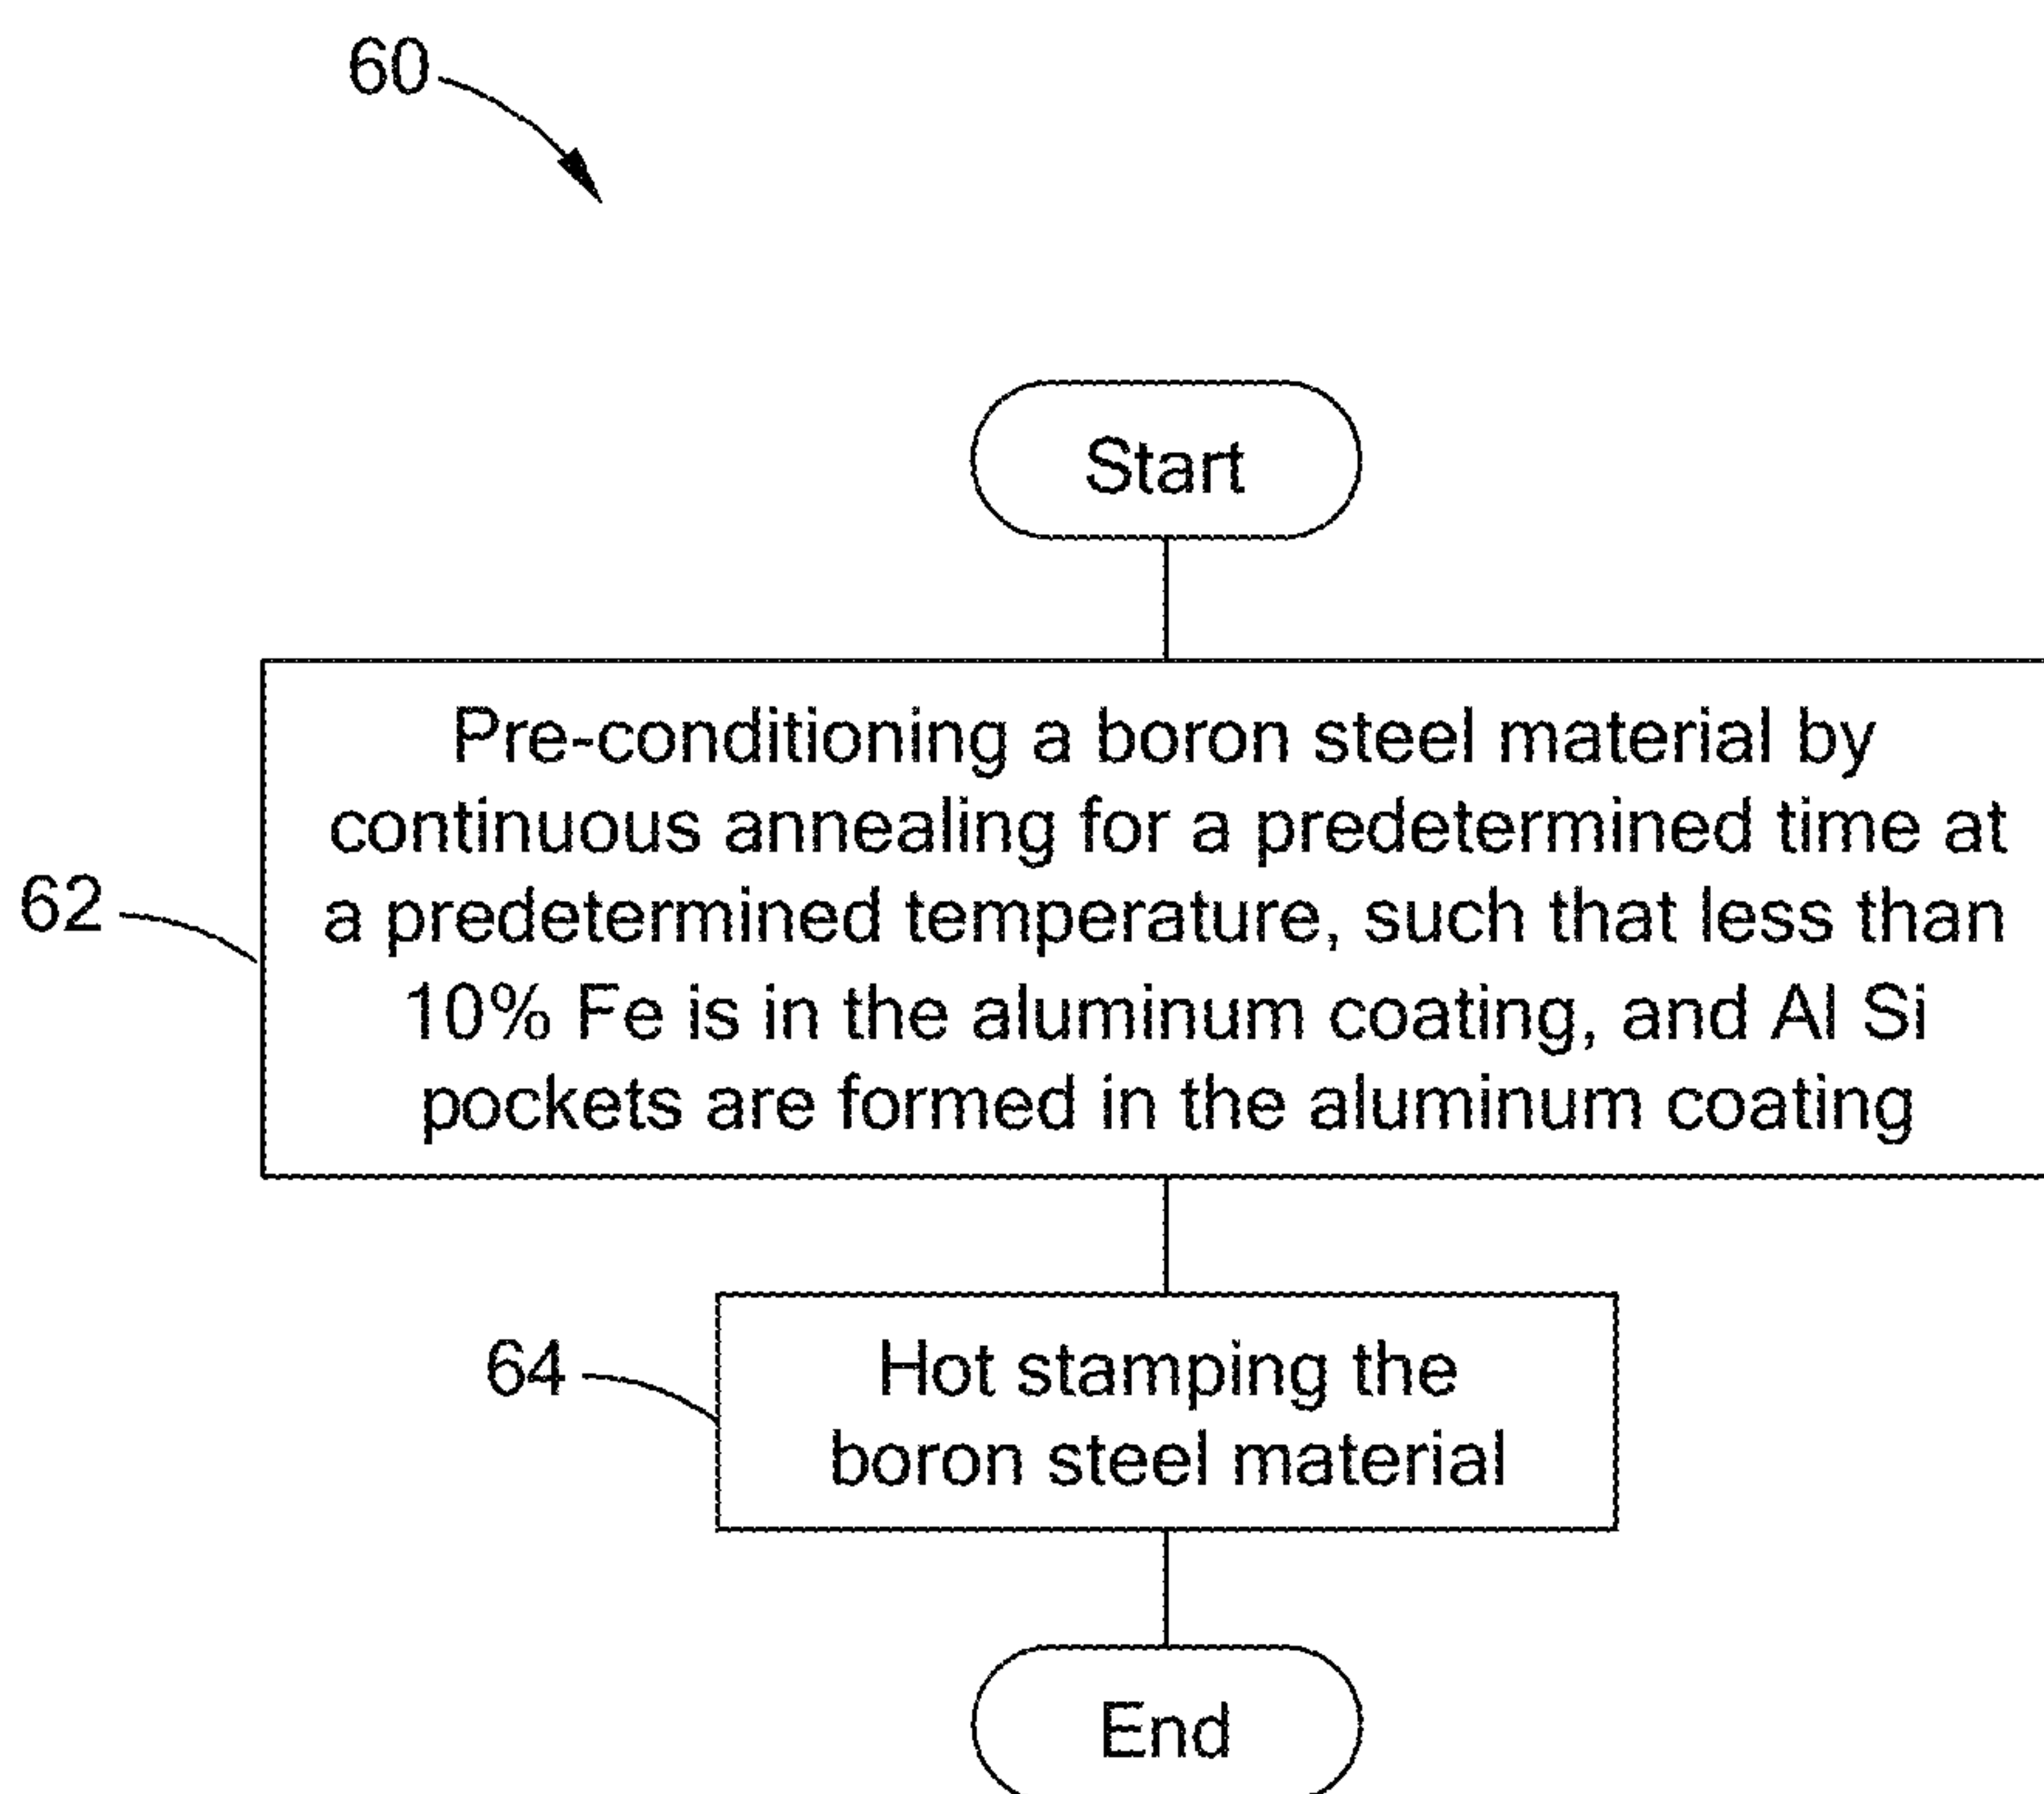 60
Start
Pre-conditioning a boron steel material by
continuous annealing for a predetermined time at
a predetermined temperature, such that less than
62
10% Fe is in the aluminum coating, and Al Si
pockets are formed in the aluminum coating
64
Hot stamping the
boron steel material
End